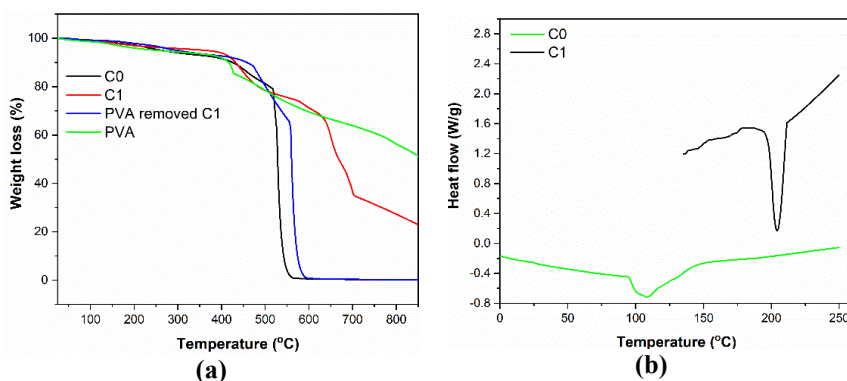 100
80
60
40
20
0
Weight loss (%)
C0
C1
PVA removed C1
PVA
100 200 300 400 500 600 700 800
Temperature (°C)
(a)
2.4
2.0
1.6
1.2
0.8
0.4
0.0
-0.4
-0.8
Heat flow (W/g)
C0
C1
0 50 100 150 200 250
Temperature (°C)
(b)